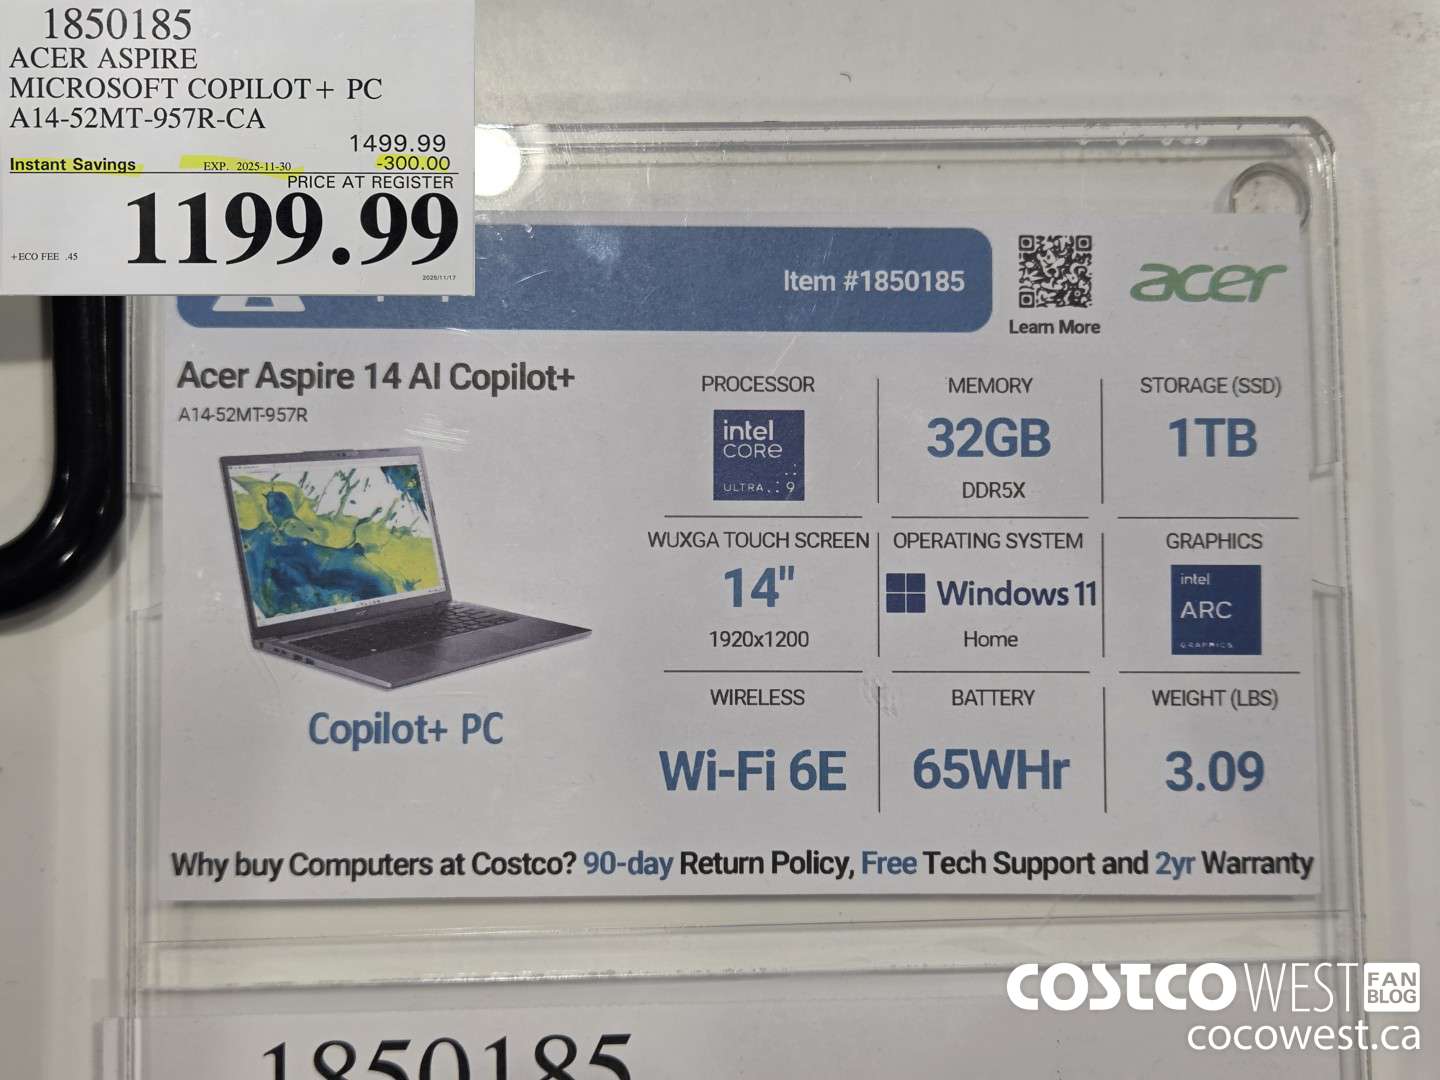 1850185
ACER ASPIRE
MICROSOFT COPILOT+ PC
A14-52MT-957R-CA
1499.99
Instant Savings EXP. 2025-11-30 -300.00
PRICE AT REGISTER
1199.99
+ECO FEE .45
2025/11/17
Item #1850185
Learn More
acer
Acer Aspire 14 AI Copilot+
A14-52MT-957R
Copilot+ PC
PROCESSOR
intel
CORE
ULTRA 9
MEMORY
32GB
DDR5X
STORAGE (SSD)
1TB
WUXGA TOUCH SCREEN
14"
1920x1200
OPERATING SYSTEM
Windows 11
Home
GRAPHICS
intel
ARC
GRAPHICS
WIRELESS
Wi-Fi 6E
BATTERY
65WHr
WEIGHT (LBS)
3.09
Why buy Computers at Costco? 90-day Return Policy, Free Tech Support and 2yr Warranty
1850185
COSTCO WEST FAN BLOG
cocowest.ca